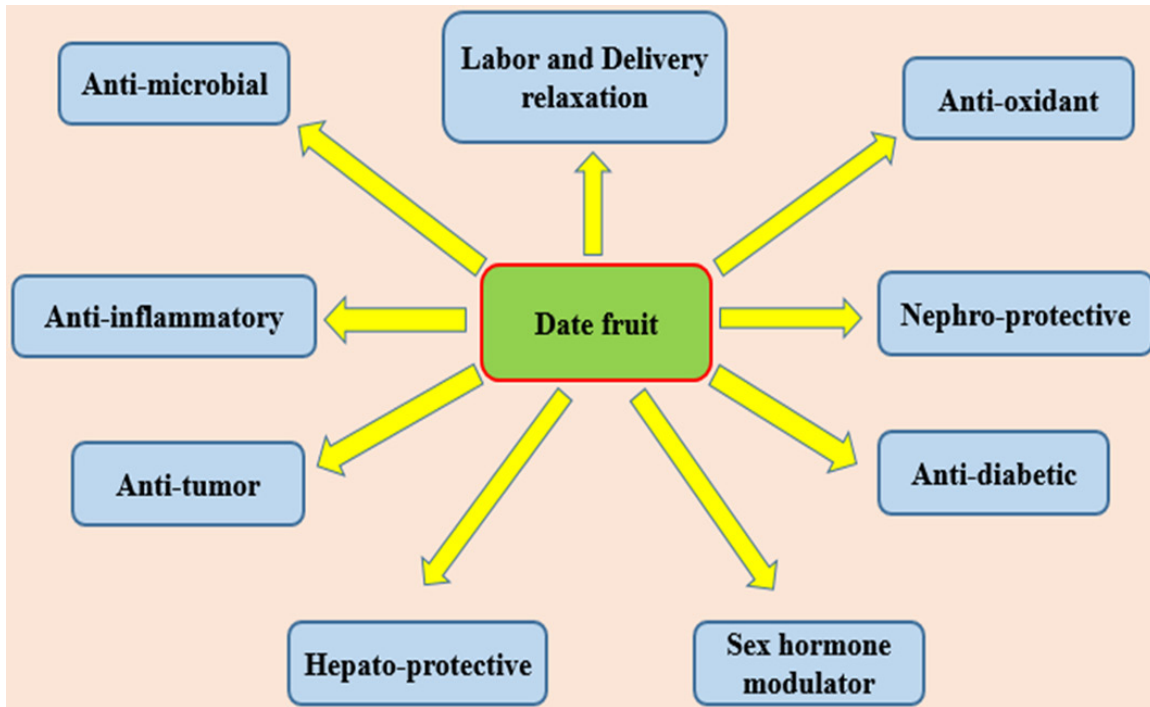 Labor and Delivery
relaxation
Anti-microbial
Anti-oxidant
Anti-inflammatory
Date fruit
Nephro-protective
Anti-tumor
Anti-diabetic
Hepato-protective
Sex hormone
modulator